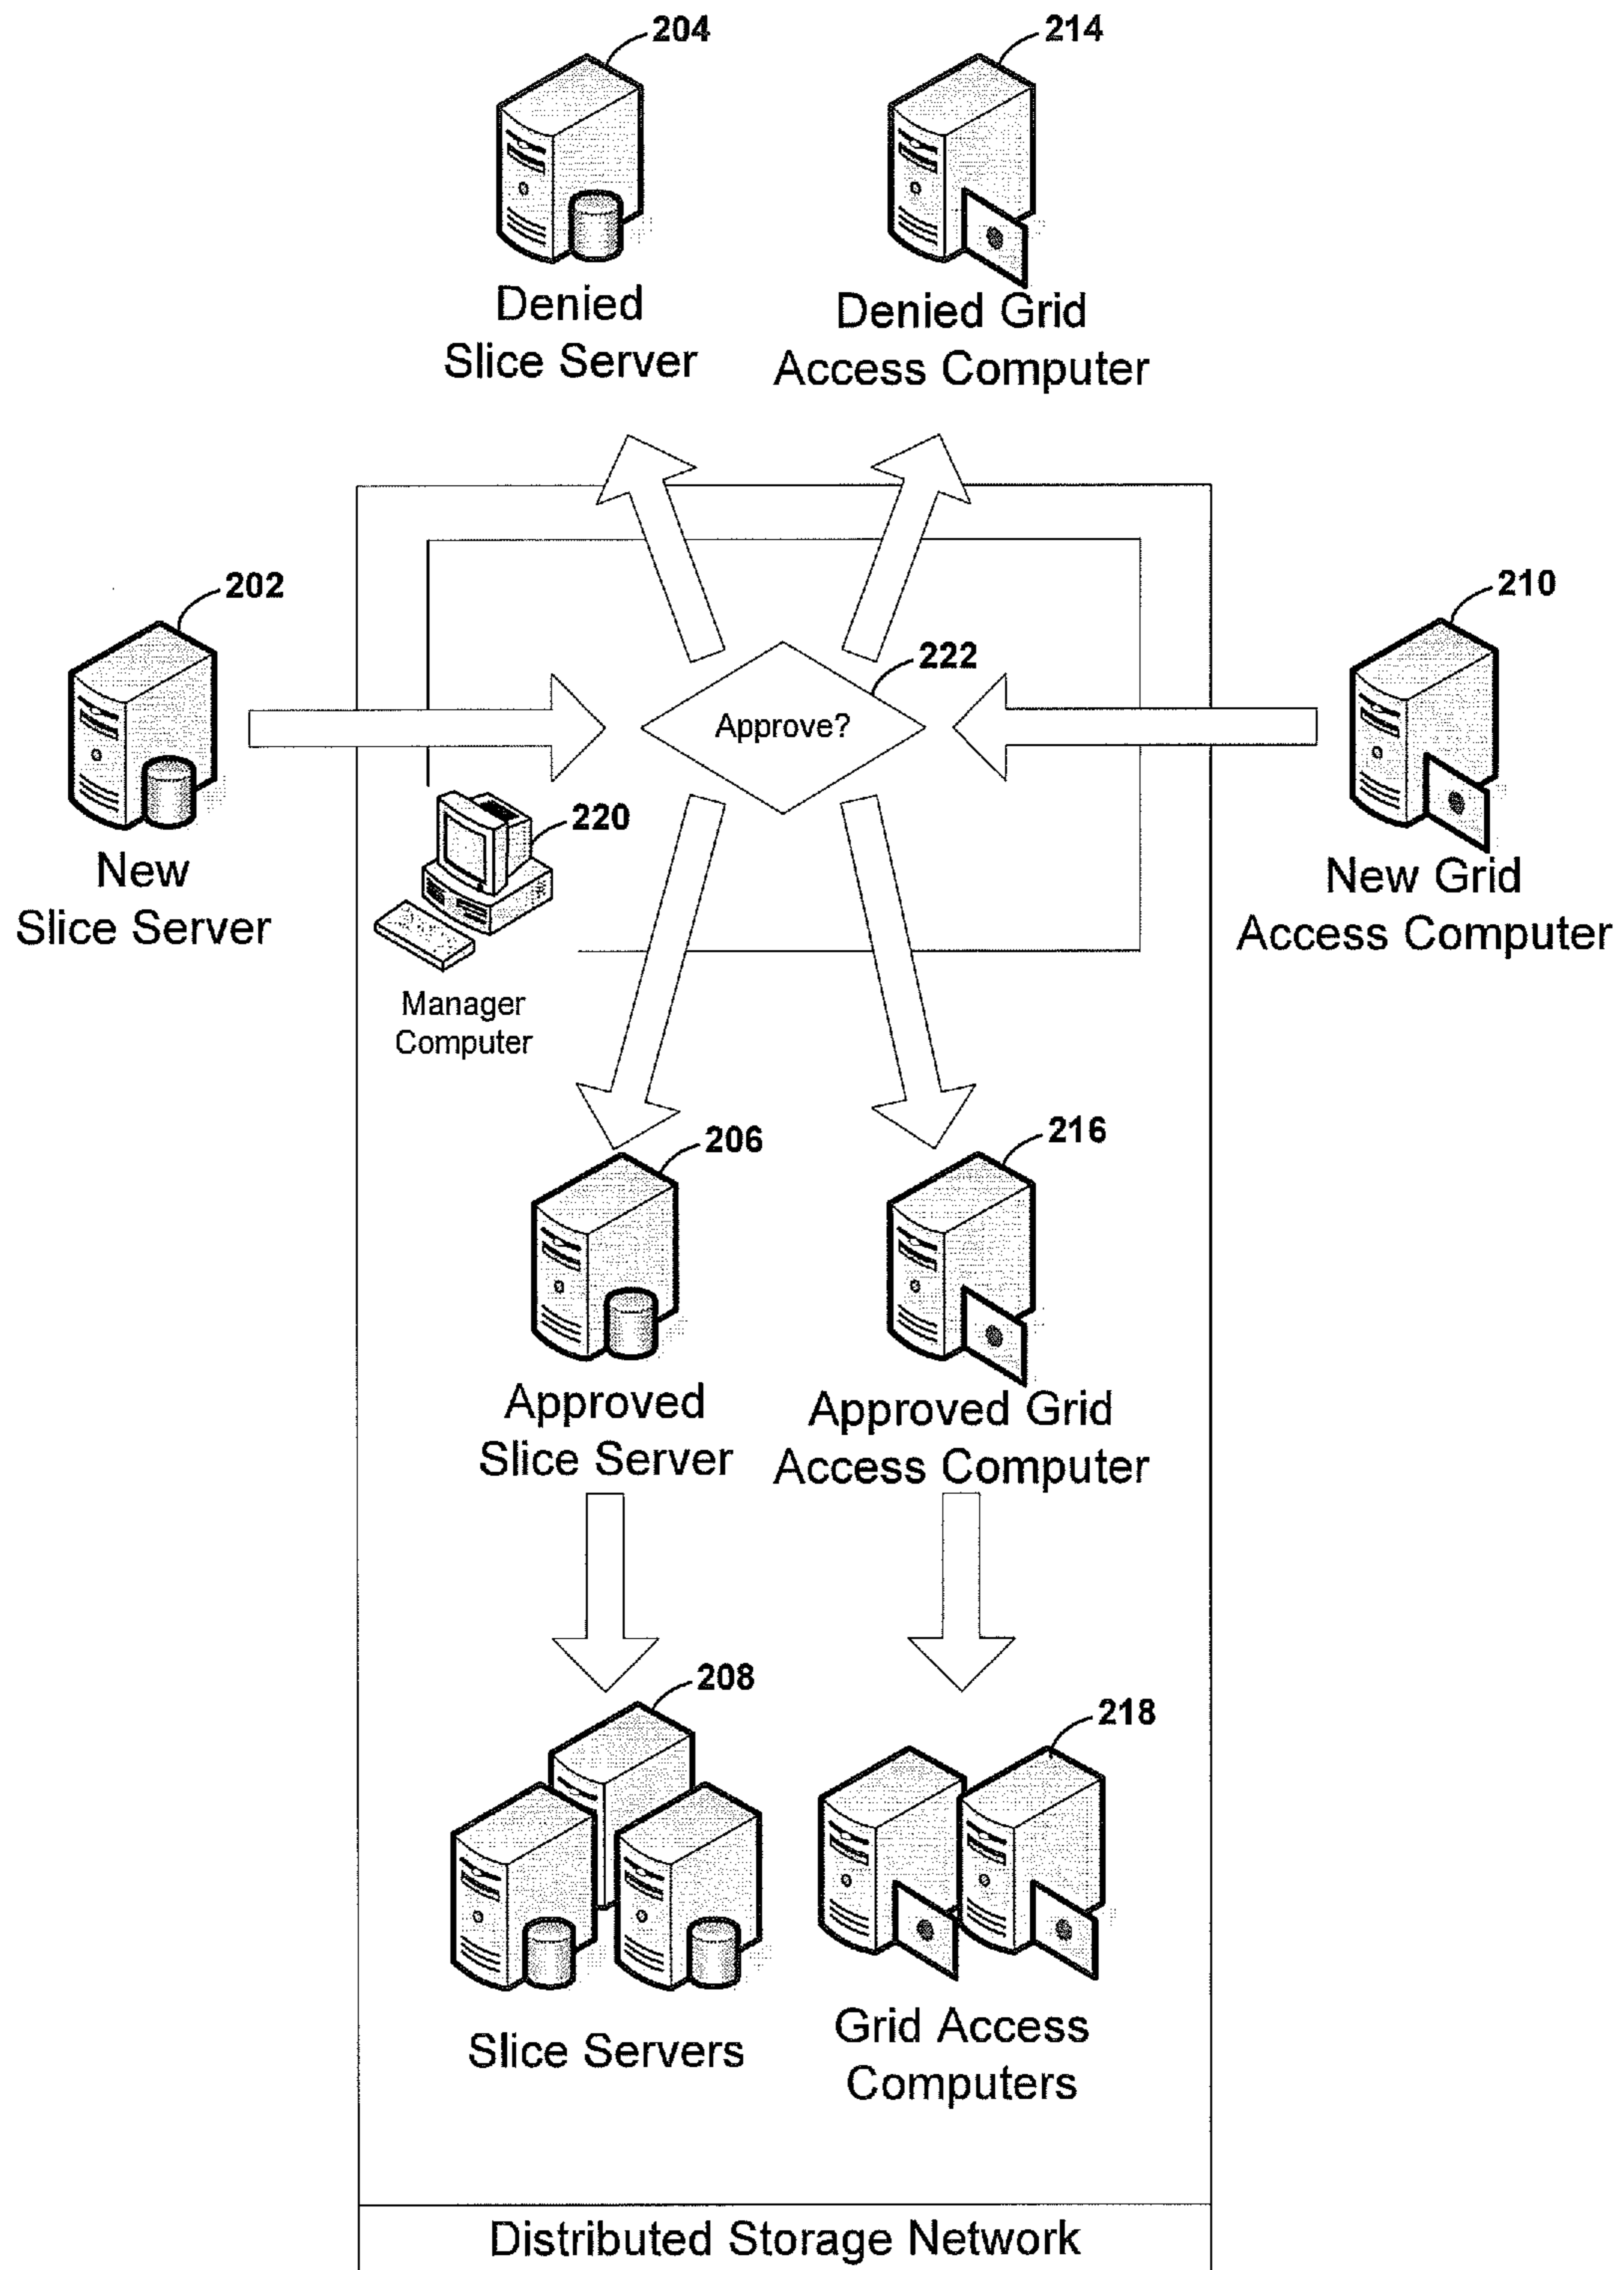 204
214
Denied
Slice Server
Denied Grid
Access Computer
202
210
222
Approve?
220
New
Slice Server
New Grid
Access Computer
Manager
Computer
206
216
Approved
Slice Server
Approved Grid
Access Computer
208
218
Slice Servers
Grid Access
Computers
Distributed Storage Network